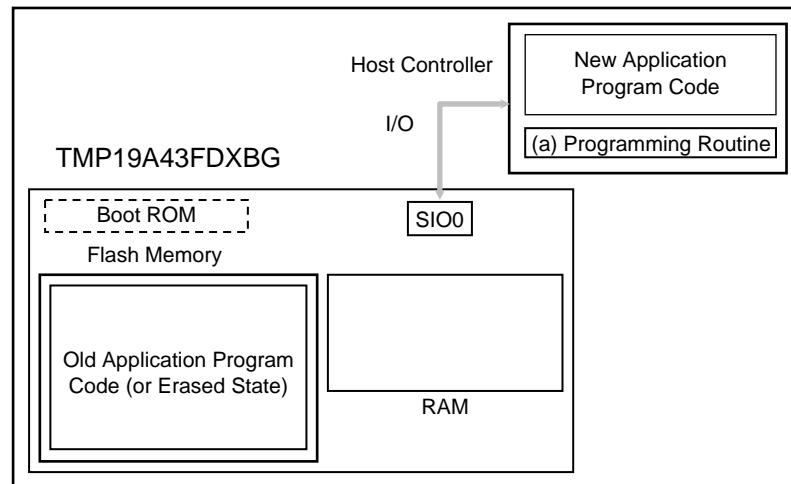 Host Controller
New Application
Program Code
(a) Programming Routine
I/O
TMP19A43FDXBG
Boot ROM
SIO0
Flash Memory
Old Application Program
Code (or Erased State)
RAM